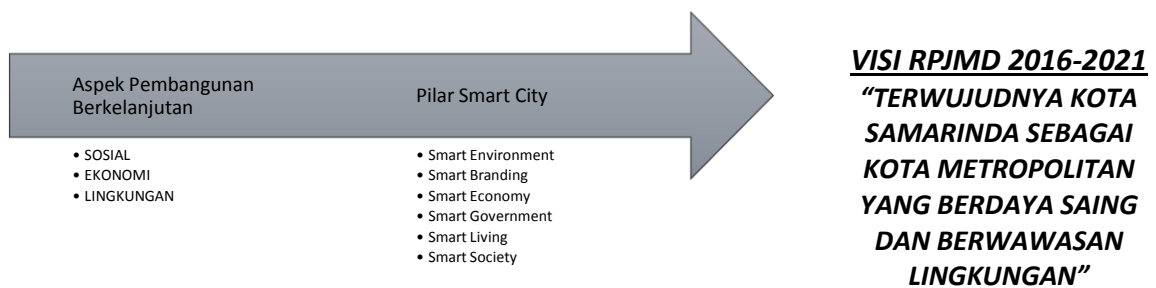 Aspek Pembangunan
Berkelanjutan
• SOSIAL
• EKONOMI
• LINGKUNGAN
Pilar Smart City
• Smart Environment
• Smart Branding
• Smart Economy
• Smart Government
• Smart Living
• Smart Society
VISI RPJMD 2016-2021
“TERWUJUDNYA KOTA
SAMARINDA SEBAGAI
KOTA METROPOLITAN
YANG BERDAYA SAING
DAN BERWAWASAN
LINGKUNGAN”